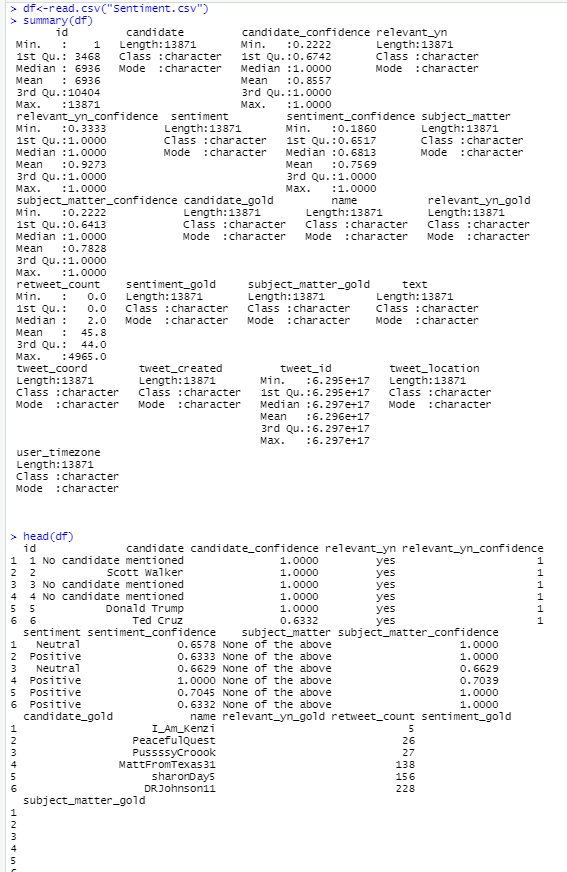 > df<-read.csv("Sentiment.csv")
> summary(df)
id candidate candidate_confidence relevant_yn
Min. : 1 Length:13871 Min. :0.2222 Length:13871
1st Qu.: 3468 Class :character 1st Qu.:0.6742 Class :character
Median : 6936 Mode :character Median :1.0000 Mode :character
Mean : 6936 Mean :0.8557
3rd Qu.:10404 3rd Qu.:1.0000
Max. :13871 Max. :1.0000
relevant_yn_confidence sentiment sentiment_confidence subject_matter
Min. :0.3333 Length:13871 Min. :0.1860 Length:13871
1st Qu.:1.0000 Class :character 1st Qu.:0.6517 Class :character
Median :1.0000 Mode :character Median :0.6813 Mode :character
Mean :0.9273 Mean :0.7569
3rd Qu.:1.0000 3rd Qu.:1.0000
Max. :1.0000 Max. :1.0000
subject_matter_confidence candidate_gold name relevant_yn_gold
Min. :0.2222 Length:13871 Length:13871 Length:13871
1st Qu.:0.6413 Class :character Class :character Class :character
Median :1.0000 Mode :character Mode :character Mode :character
Mean :0.7828
3rd Qu.:1.0000
Max. :1.0000
retweet_count sentiment_gold subject_matter_gold text
Min. : 0.0 Length:13871 Length:13871 Length:13871
1st Qu.: 0.0 Class :character Class :character Class :character
Median : 2.0 Mode :character Mode :character Mode :character
Mean : 45.8
3rd Qu.: 44.0
Max. :4965.0
tweet_coord tweet_created tweet_id tweet_location
Length:13871 Length:13871 Min. :6.295e+17 Length:13871
Class :character Class :character 1st Qu.:6.295e+17 Class :character
Mode :character Mode :character Median :6.297e+17 Mode :character
Mean :6.296e+17
3rd Qu.:6.297e+17
Max. :6.297e+17
user_timezone
Length:13871
Class :character
Mode :character
> head(df)
id candidate candidate_confidence relevant_yn relevant_yn_confidence
1 1 No candidate mentioned 1.0000 yes 1
2 2 Scott Walker 1.0000 yes 1
3 3 No candidate mentioned 1.0000 yes 1
4 4 No candidate mentioned 1.0000 yes 1
5 5 Donald Trump 1.0000 yes 1
6 6 Ted Cruz 0.6332 yes 1
sentiment sentiment_confidence subject_matter subject_matter_confidence
1 Neutral 0.6578 None of the above 1.0000
2 Positive 0.6333 None of the above 1.0000
3 Neutral 0.6629 None of the above 0.6629
4 Positive 1.0000 None of the above 0.7039
5 Positive 0.7045 None of the above 1.0000
6 Positive 0.6332 None of the above 1.0000
candidate_gold name relevant_yn_gold retweet_count sentiment_gold
1 I_Am_Kenzi 5
2 PeacefulQuest 26
3 PussssyCroook 27
4 MattFromTexas31 138
5 sharonDay5 156
6 DRJohnson11 228
subject_matter_gold
1
2
3
4
5